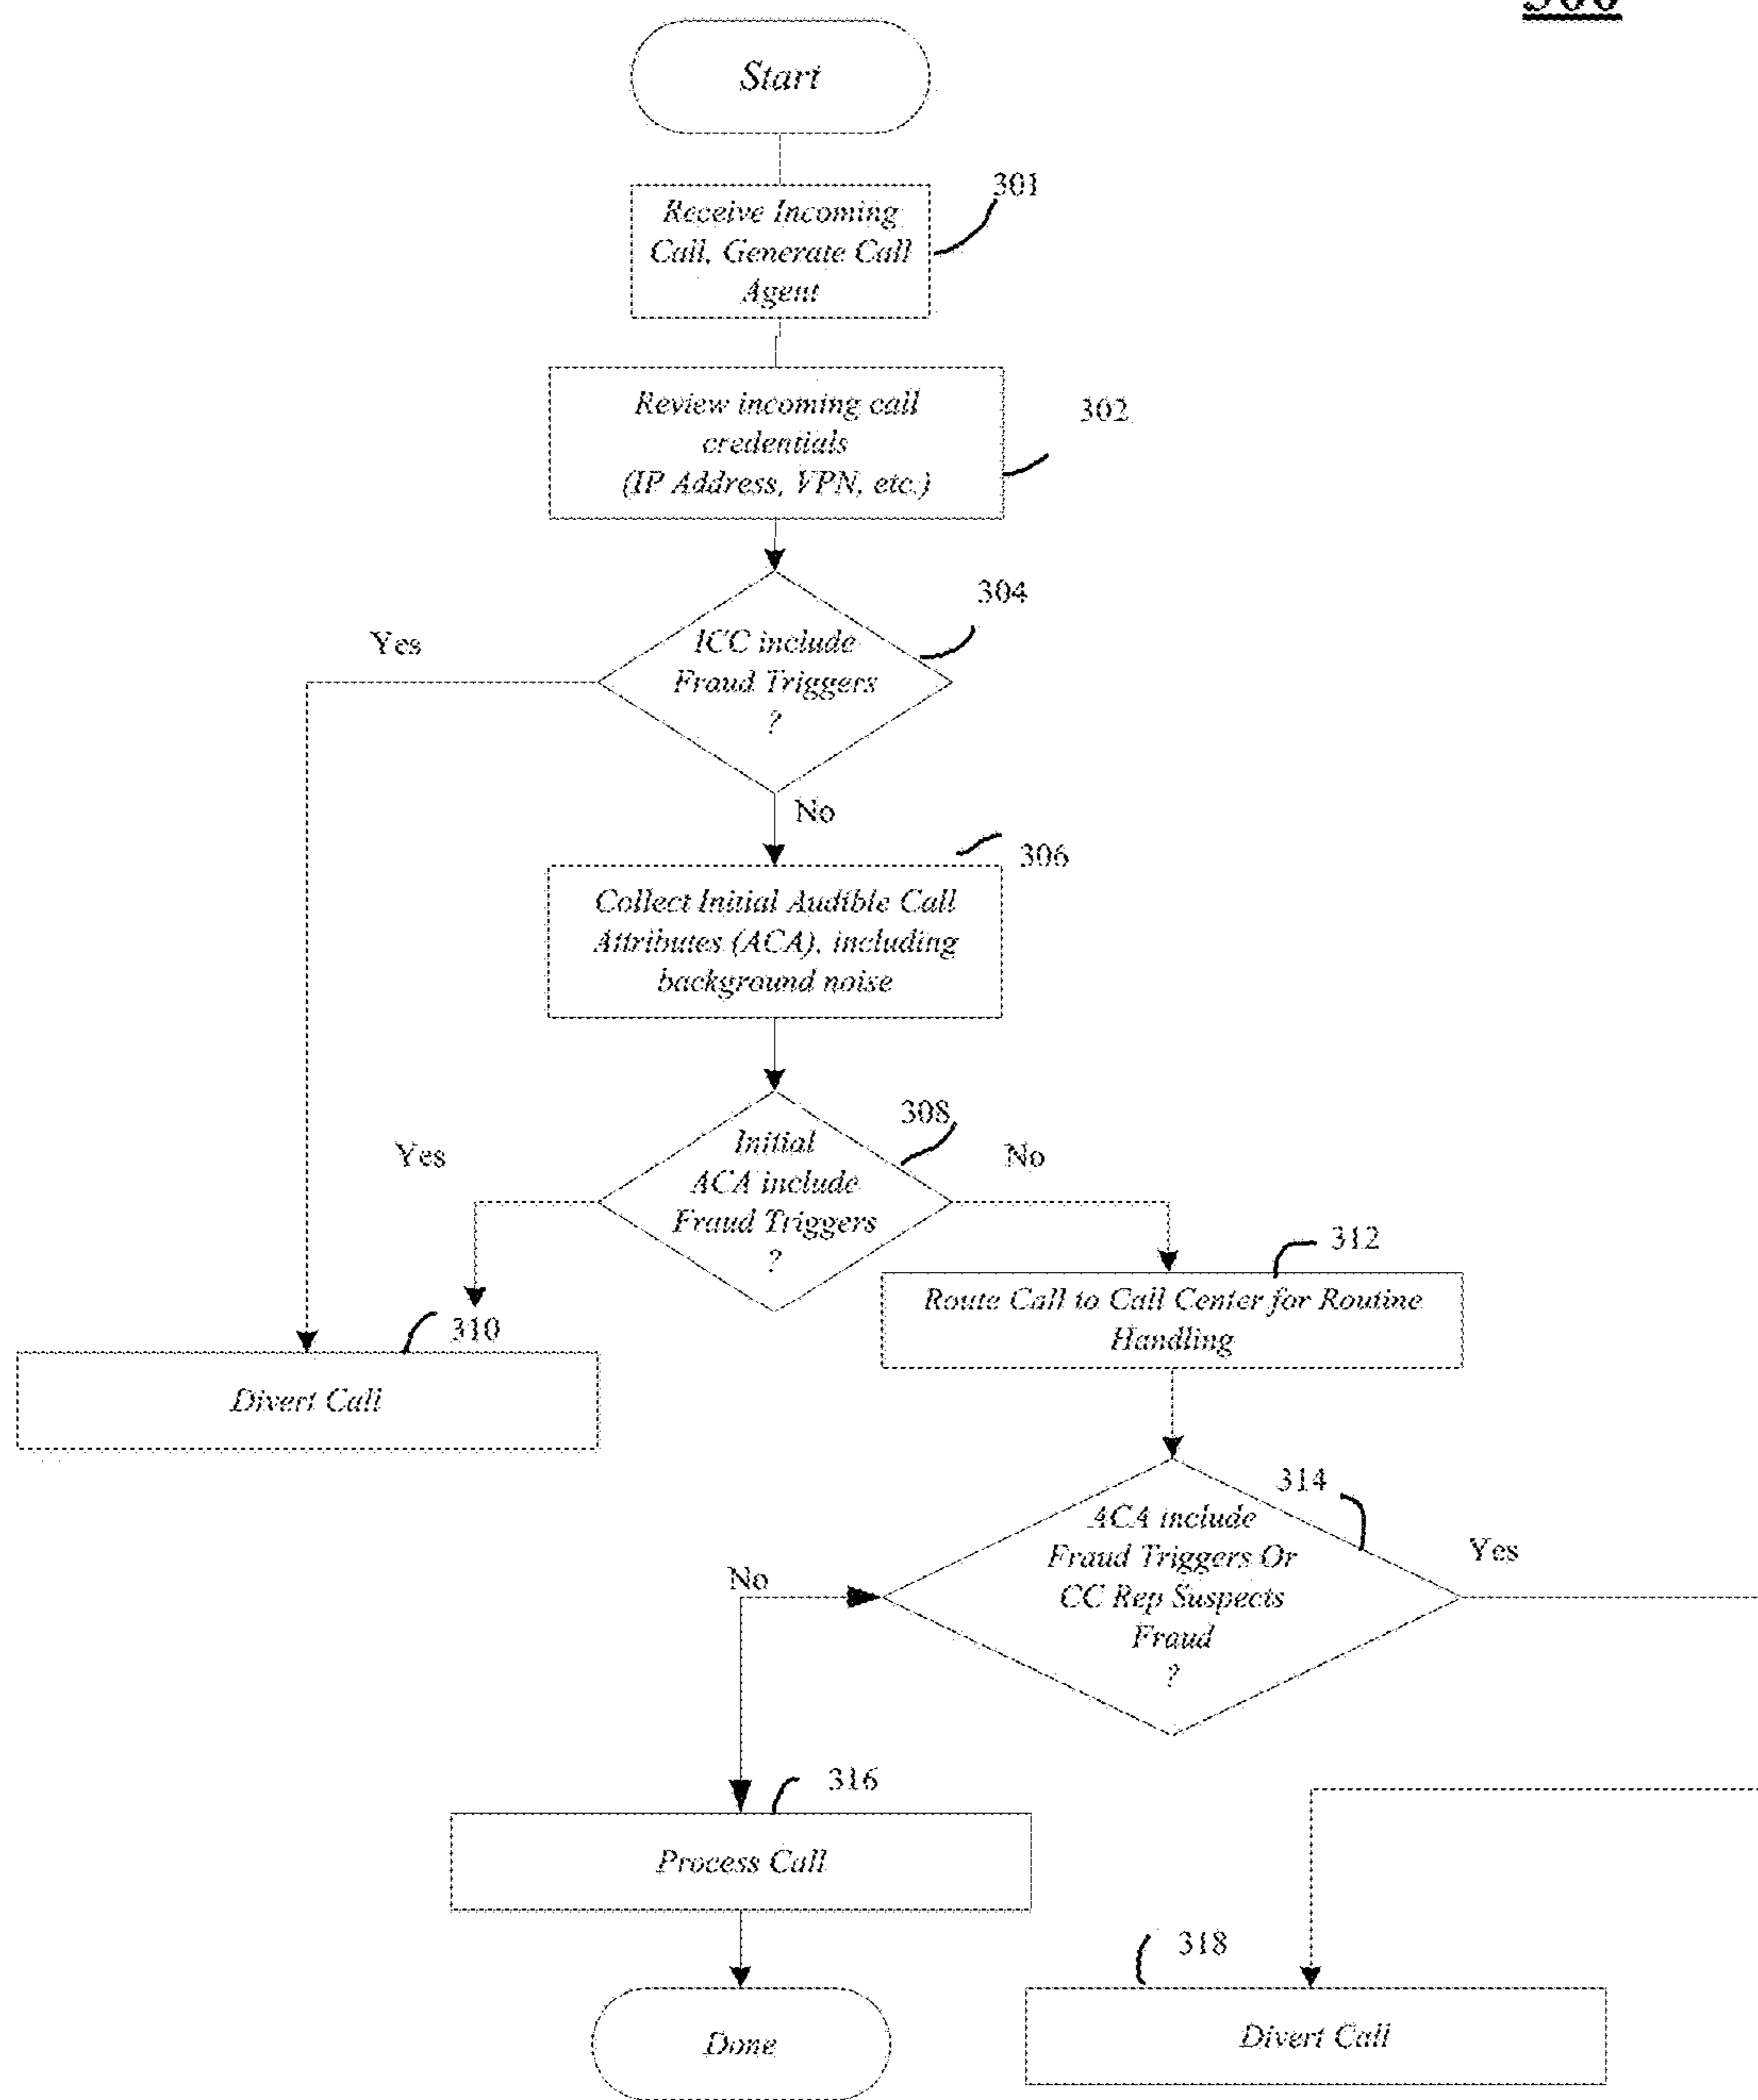 Start
301
Receive Incoming
Call, Generate Call
Agent
302
Review incoming call
credentials
(IP Address, VPN, etc.)
304
Yes
ICC include
Fraud Triggers
?
No
306
Collect Initial Audible Call
Attributes (ACA), including
background noise
308
Yes
Initial
ACA include
Fraud Triggers
?
No
312
Route Call to Call Center for Routine
Handling
310
Divert Call
314
ACA include
Fraud Triggers Or
CC Rep Suspects
Fraud
?
Yes
No
316
Process Call
318
Done
Divert Call